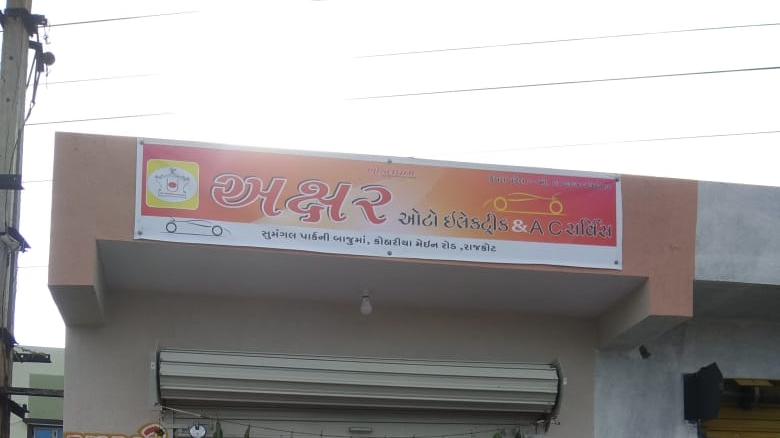 અક્ષર ઓટો ઈલેક્ટ્રીક & A C સર્વિસ
સુમંગલ પાર્કની બાજુમાં, કોઠારીયા મેઈન રોડ ,રાજકોટ